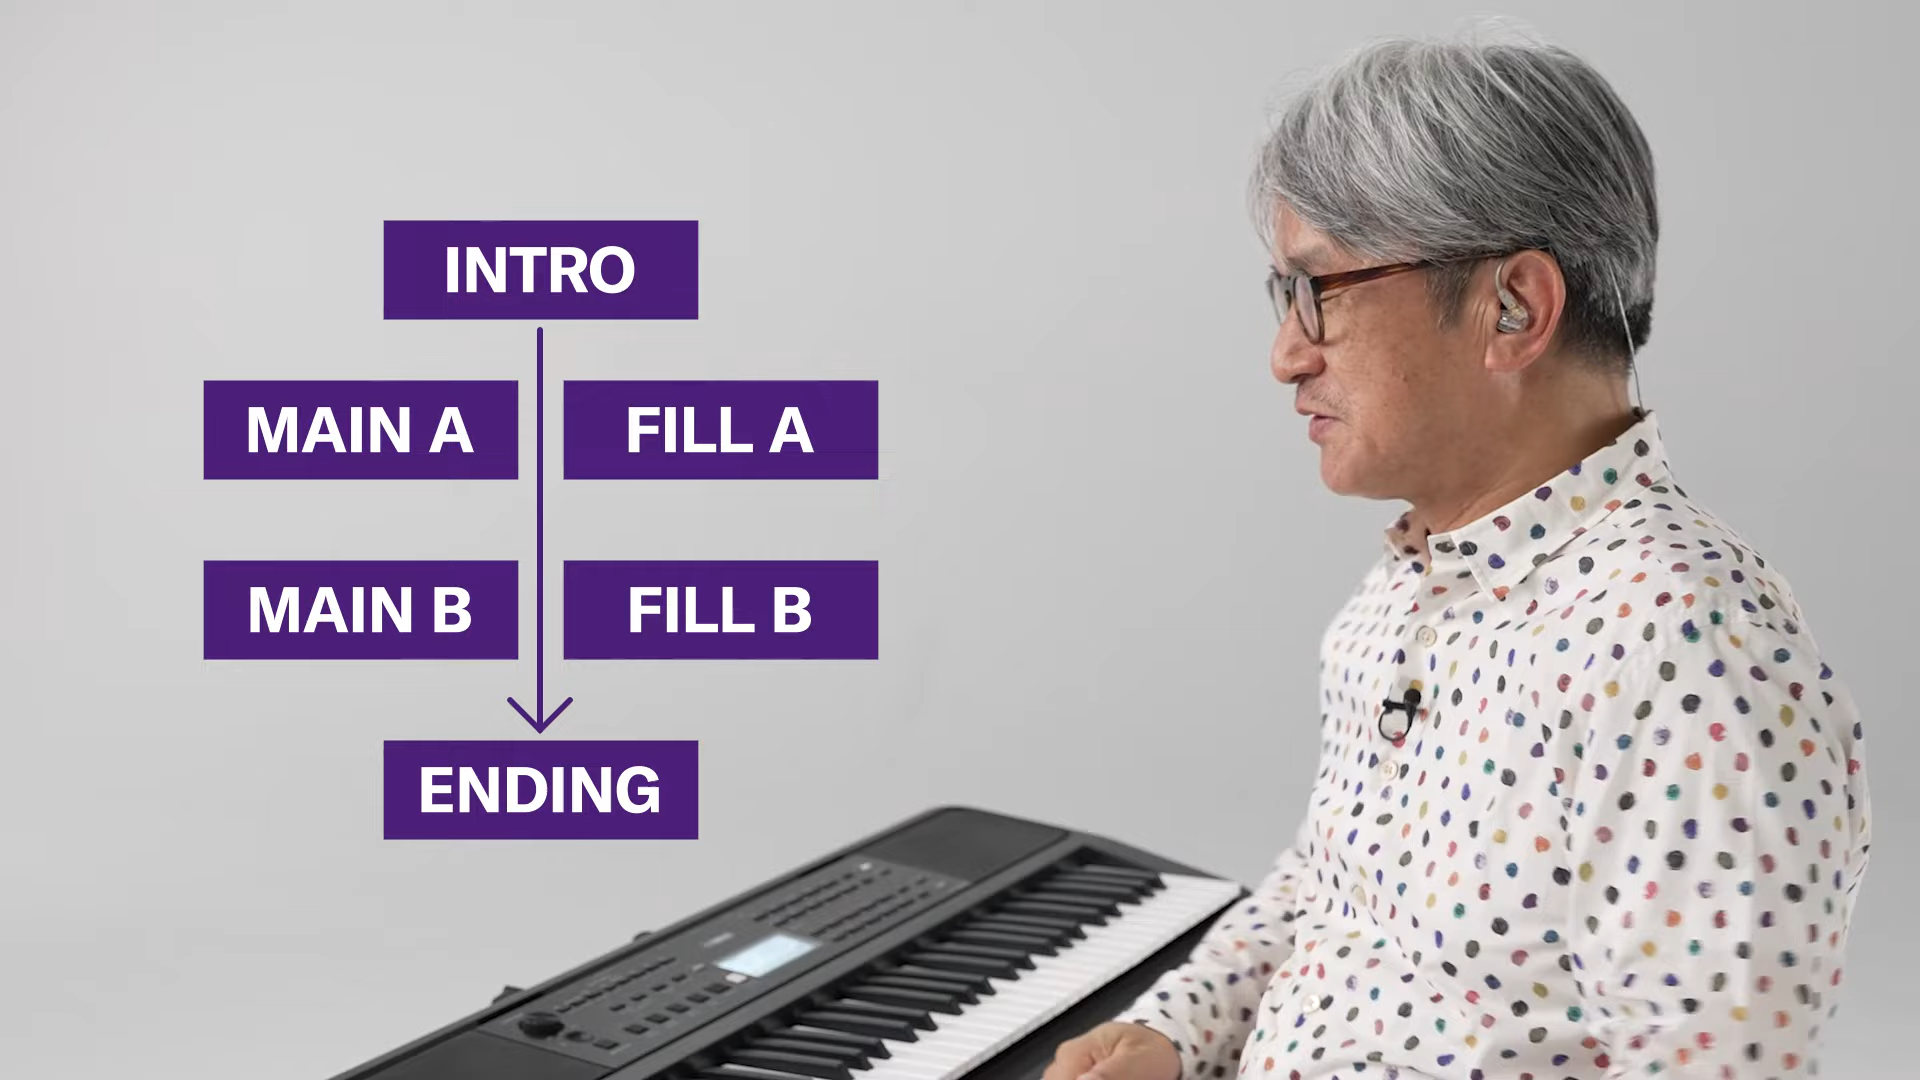 INTRO
MAIN A
FILL A
MAIN B
FILL B
ENDING